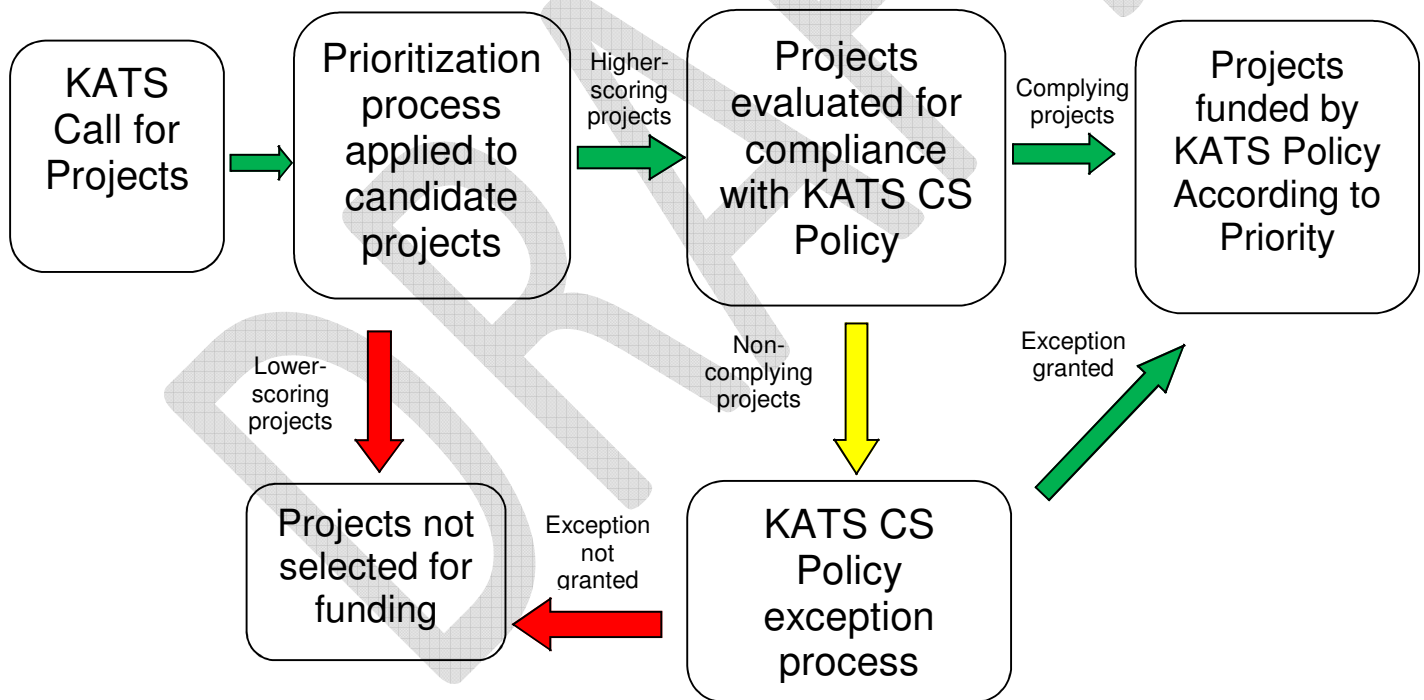 KATS
Call for
Projects
Prioritization
process
applied to
candidate
projects
Higher-
scoring
projects
Projects
evaluated for
compliance
with KATS CS
Policy
Complying
projects
Projects
funded by
KATS Policy
According to
Priority
Lower-
scoring
projects
Non-
complying
projects
Exception
granted
Projects not
selected for
funding
Exception
not
granted
KATS CS
Policy
exception
process
DRAFT